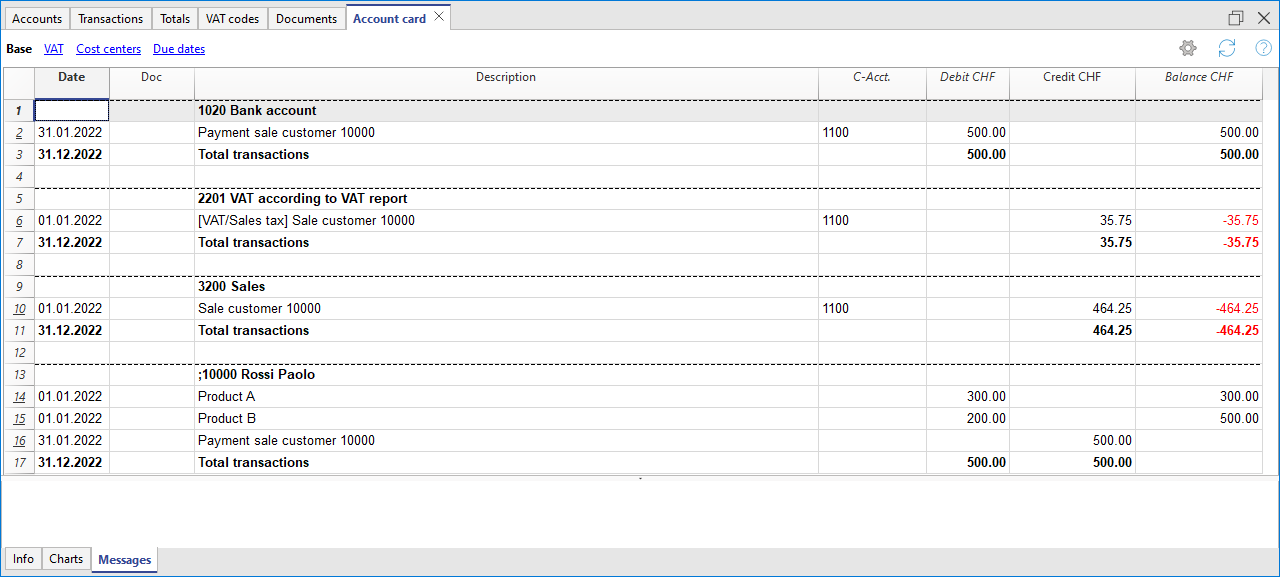 Accounts Transactions Totals VAT codes Documents Account card
Base VAT Cost centers Due dates
Date Doc Description C-Acct. Debit CHF Credit CHF Balance CHF
1 1020 Bank account
2 31.01.2022 Payment sale customer 10000 1100 500.00 500.00
3 31.12.2022 Total transactions 500.00 500.00
4
5 2201 VAT according to VAT report
6 01.01.2022 [VAT/Sales tax] Sale customer 10000 1100 35.75 -35.75
7 31.12.2022 Total transactions 35.75 -35.75
8
9 3200 Sales
10 01.01.2022 Sale customer 10000 1100 464.25 -464.25
11 31.12.2022 Total transactions 464.25 -464.25
12
13 ;10000 Rossi Paolo
14 01.01.2022 Product A 300.00 300.00
15 01.01.2022 Product B 200.00 500.00
16 31.01.2022 Payment sale customer 10000 500.00
17 31.12.2022 Total transactions 500.00 500.00
Info Charts Messages